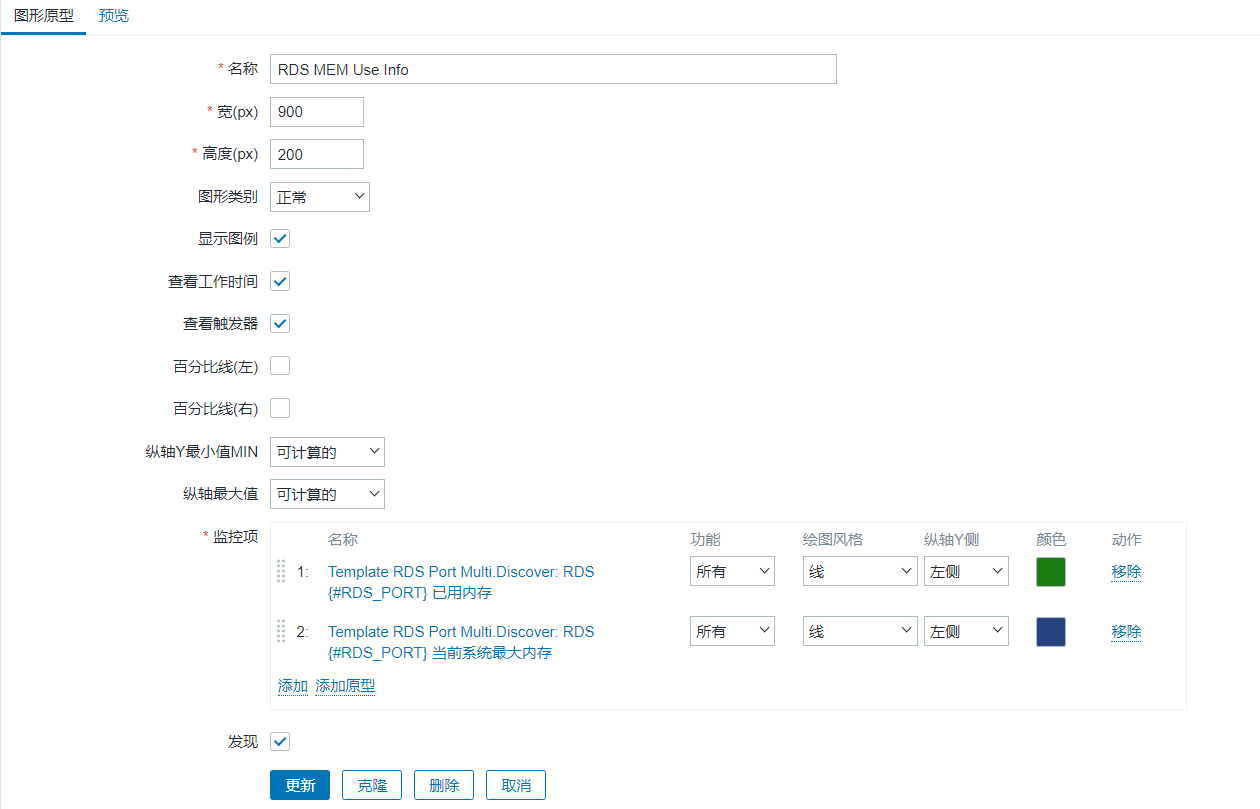 图形原型 预览
* 名称 RDS MEM Use Info
* 宽(px) 900
* 高度(px) 200
图形类别 正常
显示图例
查看工作时间
查看触发器
百分比线(左)
百分比线(右)
纵轴Y最小值MIN 可计算的
纵轴最大值 可计算的
* 监控项 名称 功能 绘图风格 纵轴Y侧 颜色 动作
1: Template RDS Port Multi.Discover: RDS 所有 线 左侧 移除
{#RDS_PORT} 已用内存
2: Template RDS Port Multi.Discover: RDS 所有 线 左侧 移除
{#RDS_PORT} 当前系统最大内存
添加 添加原型
发现
更新 克隆 删除 取消